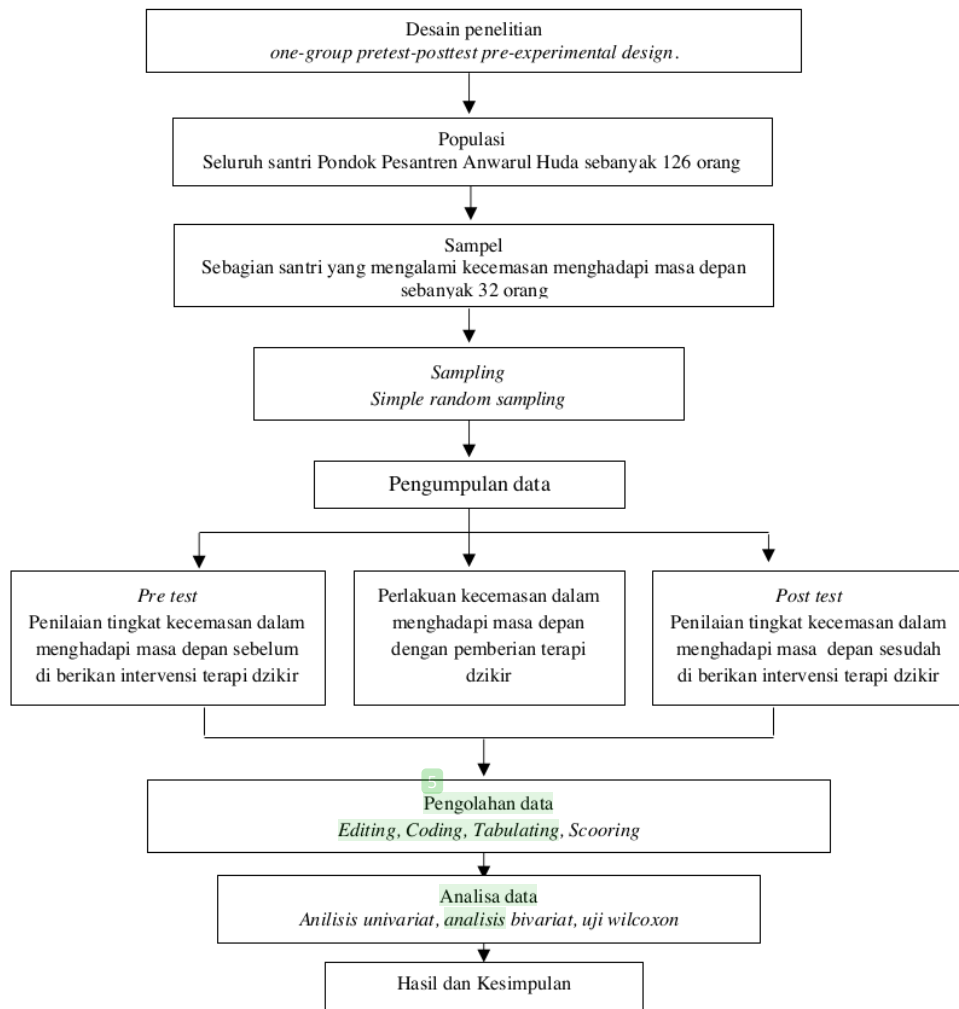 Desain penelitian
one-group pretest-posttest pre-experimental design.
Populasi
Seluruh santri Pondok Pesantren Anwarul Huda sebanyak 126 orang
Sampel
Sebagian santri yang mengalami kecemasan menghadapi masa depan
sebanyak 32 orang
Sampling
Simple random sampling
Pengumpulan data
Pre test
Penilaian tingkat kecemasan dalam
menghadapi masa depan sebelum
di berikan intervensi terapi dzikir
Perlakuan kecemasan dalam
menghadapi masa depan
dengan pemberian terapi
dzikir
Post test
Penilaian tingkat kecemasan dalam
menghadapi masa depan sesudah
di berikan intervensi terapi dzikir
5
Pengolahan data
Editing, Coding, Tabulating, Scooring
Analisa data
Anilisis univariat, analisis bivariat, uji wilcoxon
Hasil dan Kesimpulan